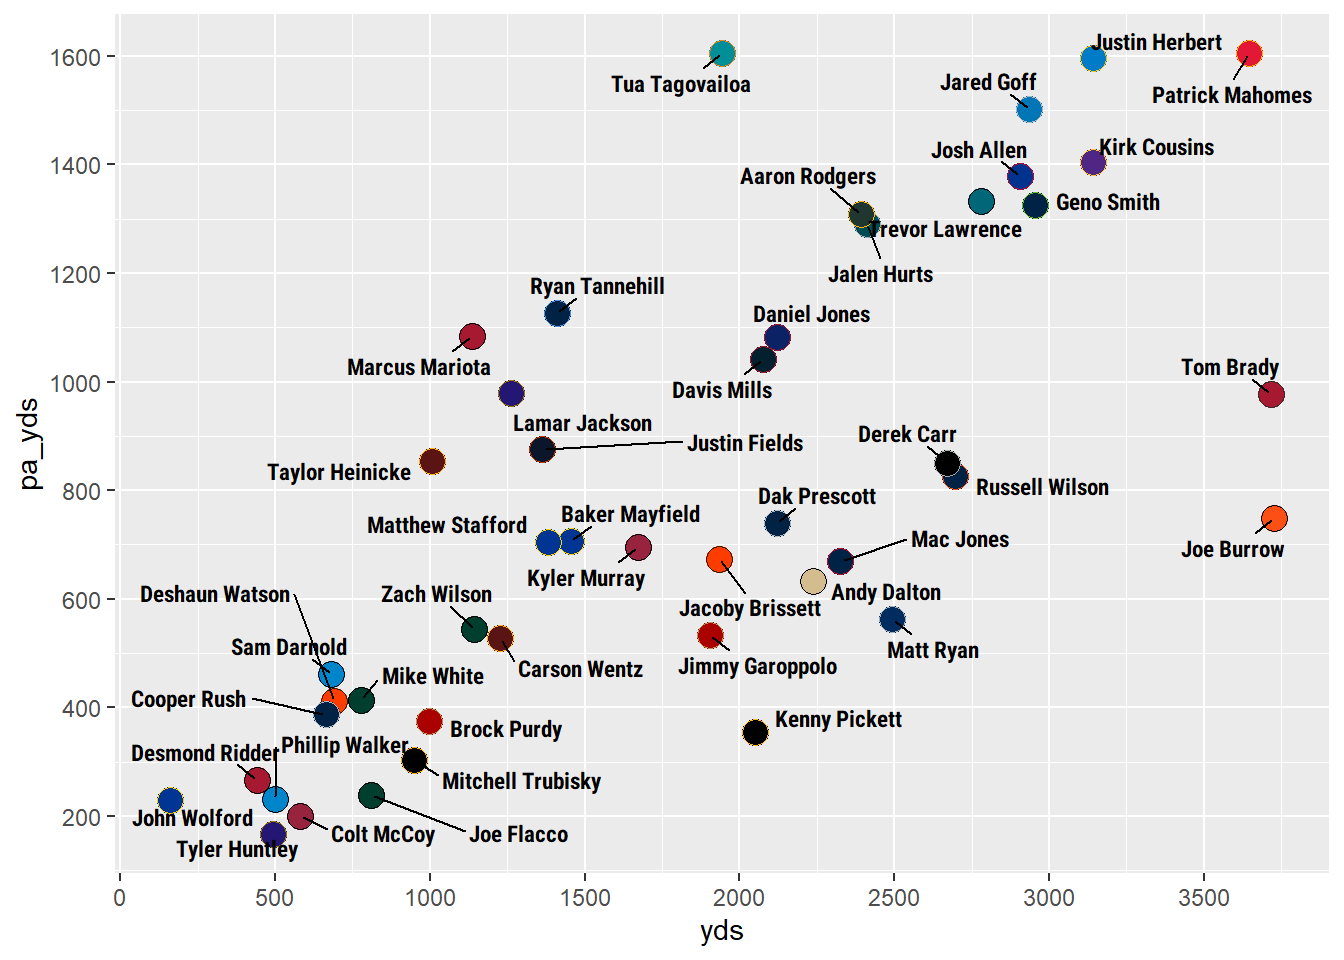 Justin Herbert
Tua Tagovailoa
Jared Goff
Patrick Mahomes
Josh Allen
Kirk Cousins
Aaron Rodgers
Geno Smith
Trevor Lawrence
Jalen Hurts
Ryan Tannehill
Daniel Jones
Marcus Mariota
Davis Mills
Tom Brady
Lamar Jackson
Justin Fields
Derek Carr
Taylor Heinicke
Russell Wilson
Dak Prescott
Matthew Stafford
Baker Mayfield
Mac Jones
Joe Burrow
Kyler Murray
Deshaun Watson
Zach Wilson
Jacoby Brissett
Andy Dalton
Sam Darnold
Mike White
Carson Wentz
Jimmy Garoppolo
Matt Ryan
Cooper Rush
Brock Purdy
Kenny Pickett
Desmond Ridder
Phillip Walker
Mitchell Trubisky
John Wolford
Colt McCoy
Joe Flacco
Tyler Huntley
1600
1400
1200
1000
800
600
400
200
pa_yds
0
500
1000
1500
2000
2500
3000
3500
yds